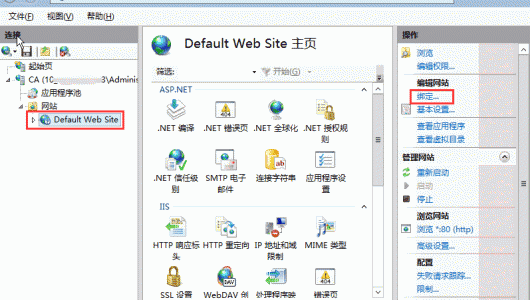 文件(F) 视图(V) 帮助(H)
连接
起始页
CA (10_ 3\Adminis
应用程序池
网站
Default Web Site
Default Web Site 主页
筛选: 开始(G)
ASP.NET
.NET 编译 .NET 错误页 .NET 全球化 .NET 授权规则
.NET 信任级别 SMTP 电子邮件 连接字符串 应用程序设置
IIS
HTTP 响应标头 HTTP 重定向 IP 地址和域限制 MIME 类型
SSL 设置 WebDAV 创 处理程序映 错误页
操作
浏览
编辑权限...
编辑网站
绑定...
基本设置...
查看应用程序
查看虚拟目录
管理网站
重新启动
启动
停止
浏览网站
浏览 *:80 (http)
高级设置...
配置
失败请求跟踪...
限制...